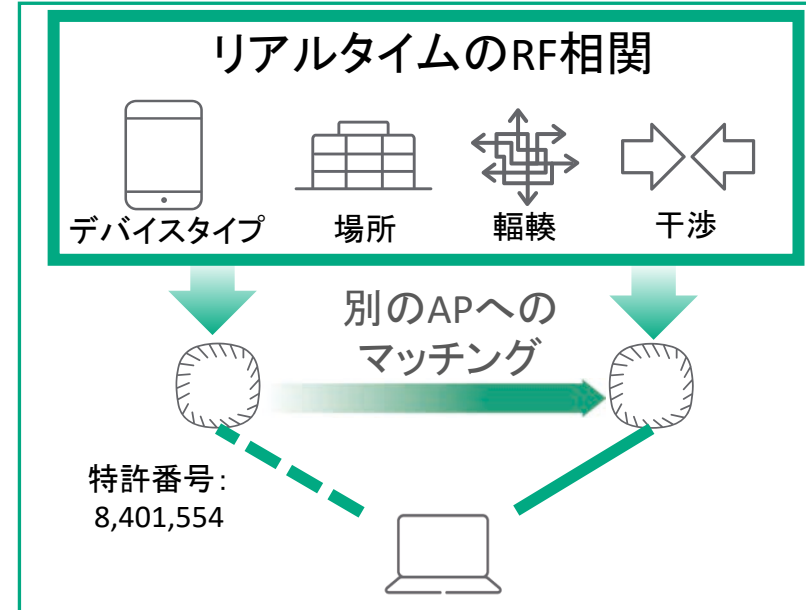 リアルタイムのRF相関
デバイスタイプ
場所
輻輳
干渉
別のAPへの
マッチング
特許番号:
8,401,554